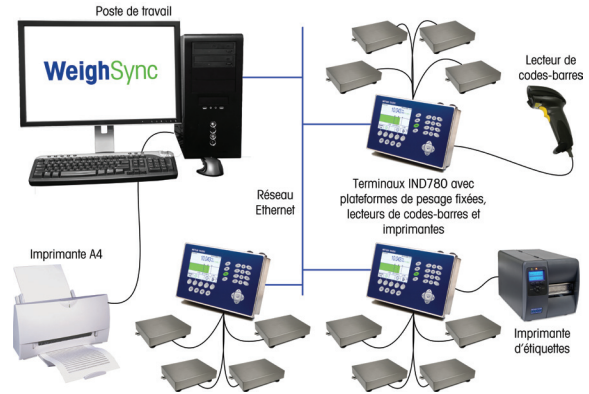 Poste de travail
WeighSync
Lecteur de
codes-barres
Réseau
Ethernet
Terminaux IND780 avec
plateformes de pesage fixées,
lecteurs de codes-barres et
imprimantes
Imprimante A4
Imprimante
d'étiquettes